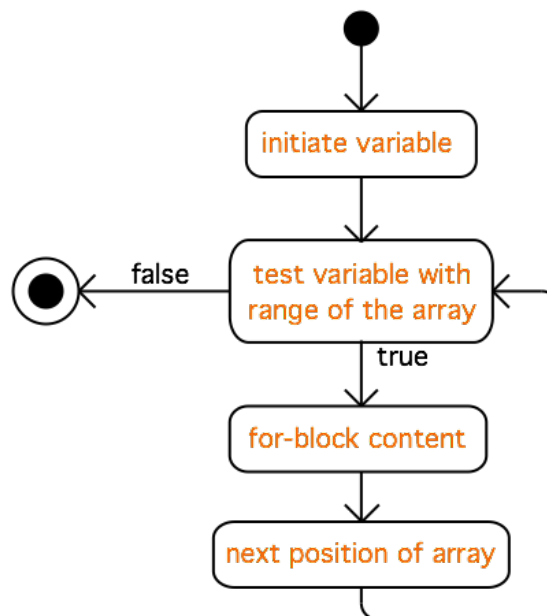 initiate variable
false
test variable with
range of the array
true
for-block content
next position of array